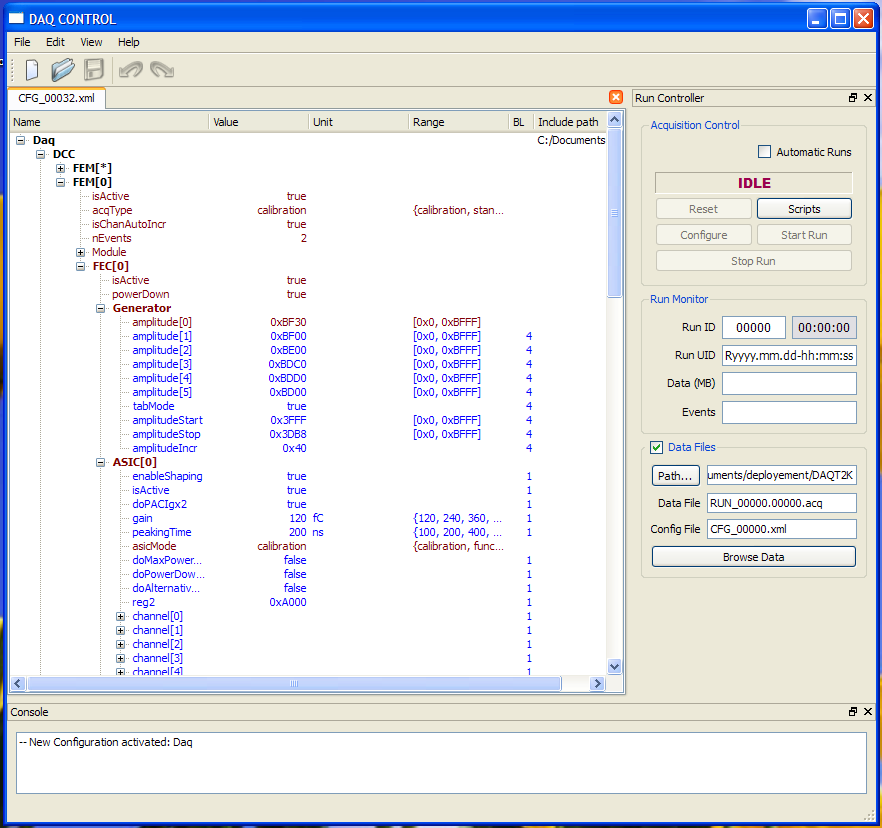 DAQ CONTROL
File Edit View Help
CFG_00032.xml
Name Value Unit Range BL Include path
Daq C:/Documents
DCC
FEM[*]
FEM[0]
isActive true
acqType calibration {calibration, stan...
isChanAutoIncr true
nEvents 2
Module
FEC[0]
isActive true
powerDown true
Generator
amplitude[0] 0xBF30 [0x0, 0xBFFF]
amplitude[1] 0xBF00 [0x0, 0xBFFF] 4
amplitude[2] 0xBE00 [0x0, 0xBFFF] 4
amplitude[3] 0xBDC0 [0x0, 0xBFFF] 4
amplitude[4] 0xBDD0 [0x0, 0xBFFF] 4
amplitude[5] 0xBD00 [0x0, 0xBFFF] 4
tabMode true 4
amplitudeStart 0x3FFF [0x0, 0xBFFF] 4
amplitudeStop 0x3DB8 [0x0, 0xBFFF] 4
amplitudeIncr 0x40 4
ASIC[0]
enableShaping true 1
isActive true 1
doPACIgx2 true 1
gain 120 fC {120, 240, 360, ... 1
peakingTime 200 ns {100, 200, 400, ... 1
asicMode calibration {calibration, func...
doMaxPower... false 1
doPowerDow... false 1
doAlternativ... false 1
reg2 0xA000 1
channel[0] 1
channel[1] 1
channel[2] 1
channel[3] 1
channel[4] 1
Run Controller
Acquisition Control
Automatic Runs
IDLE
Reset Scripts
Configure Start Run
Stop Run
Run Monitor
Run ID 00000 00:00:00
Run UID Ryyyy.mm.dd-hh:mm:ss
Data (MB)
Events
Data Files
Path... uments/deployement/DAQT2K
Data File RUN_00000.00000.acq
Config File CFG_00000.xml
Browse Data
Console
-- New Configuration activated: Daq